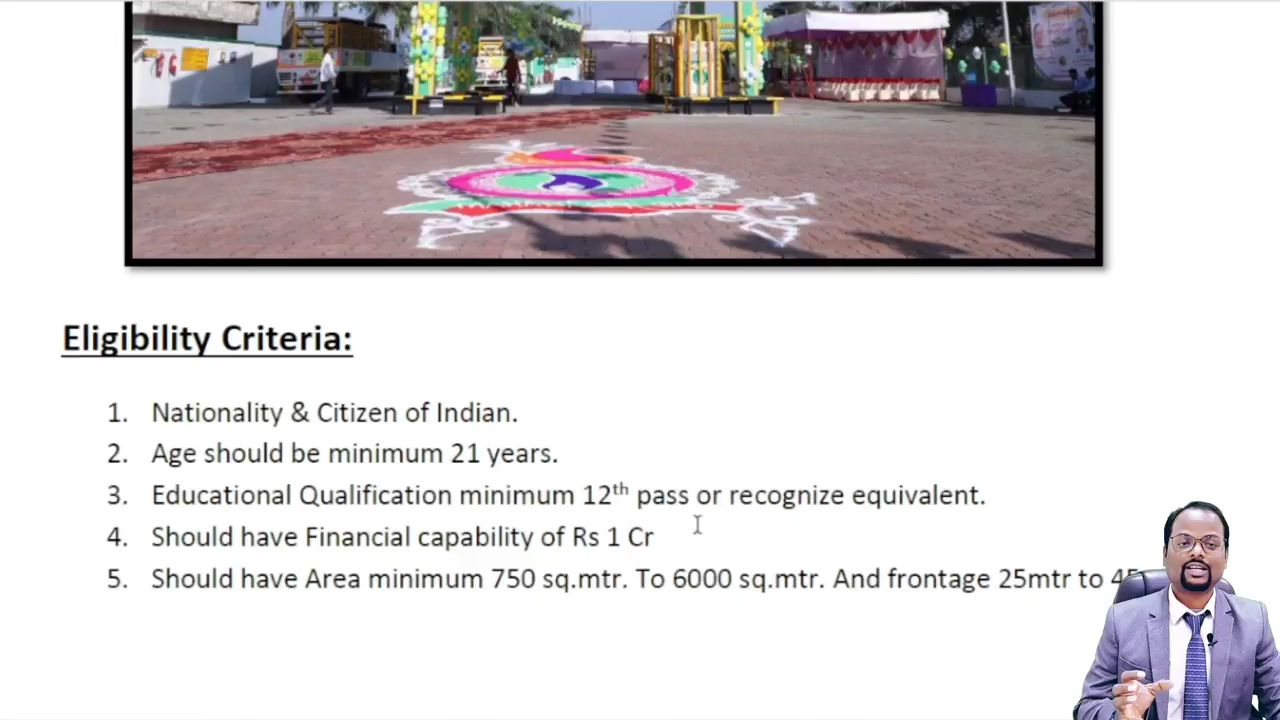 Eligibility Criteria:
1. Nationality & Citizen of Indian.
2. Age should be minimum 21 years.
3. Educational Qualification minimum 12th pass or recognize equivalent.
4. Should have Financial capability of Rs 1 Cr
5. Should have Area minimum 750 sq.mtr. To 6000 sq.mtr. And frontage 25mtr to